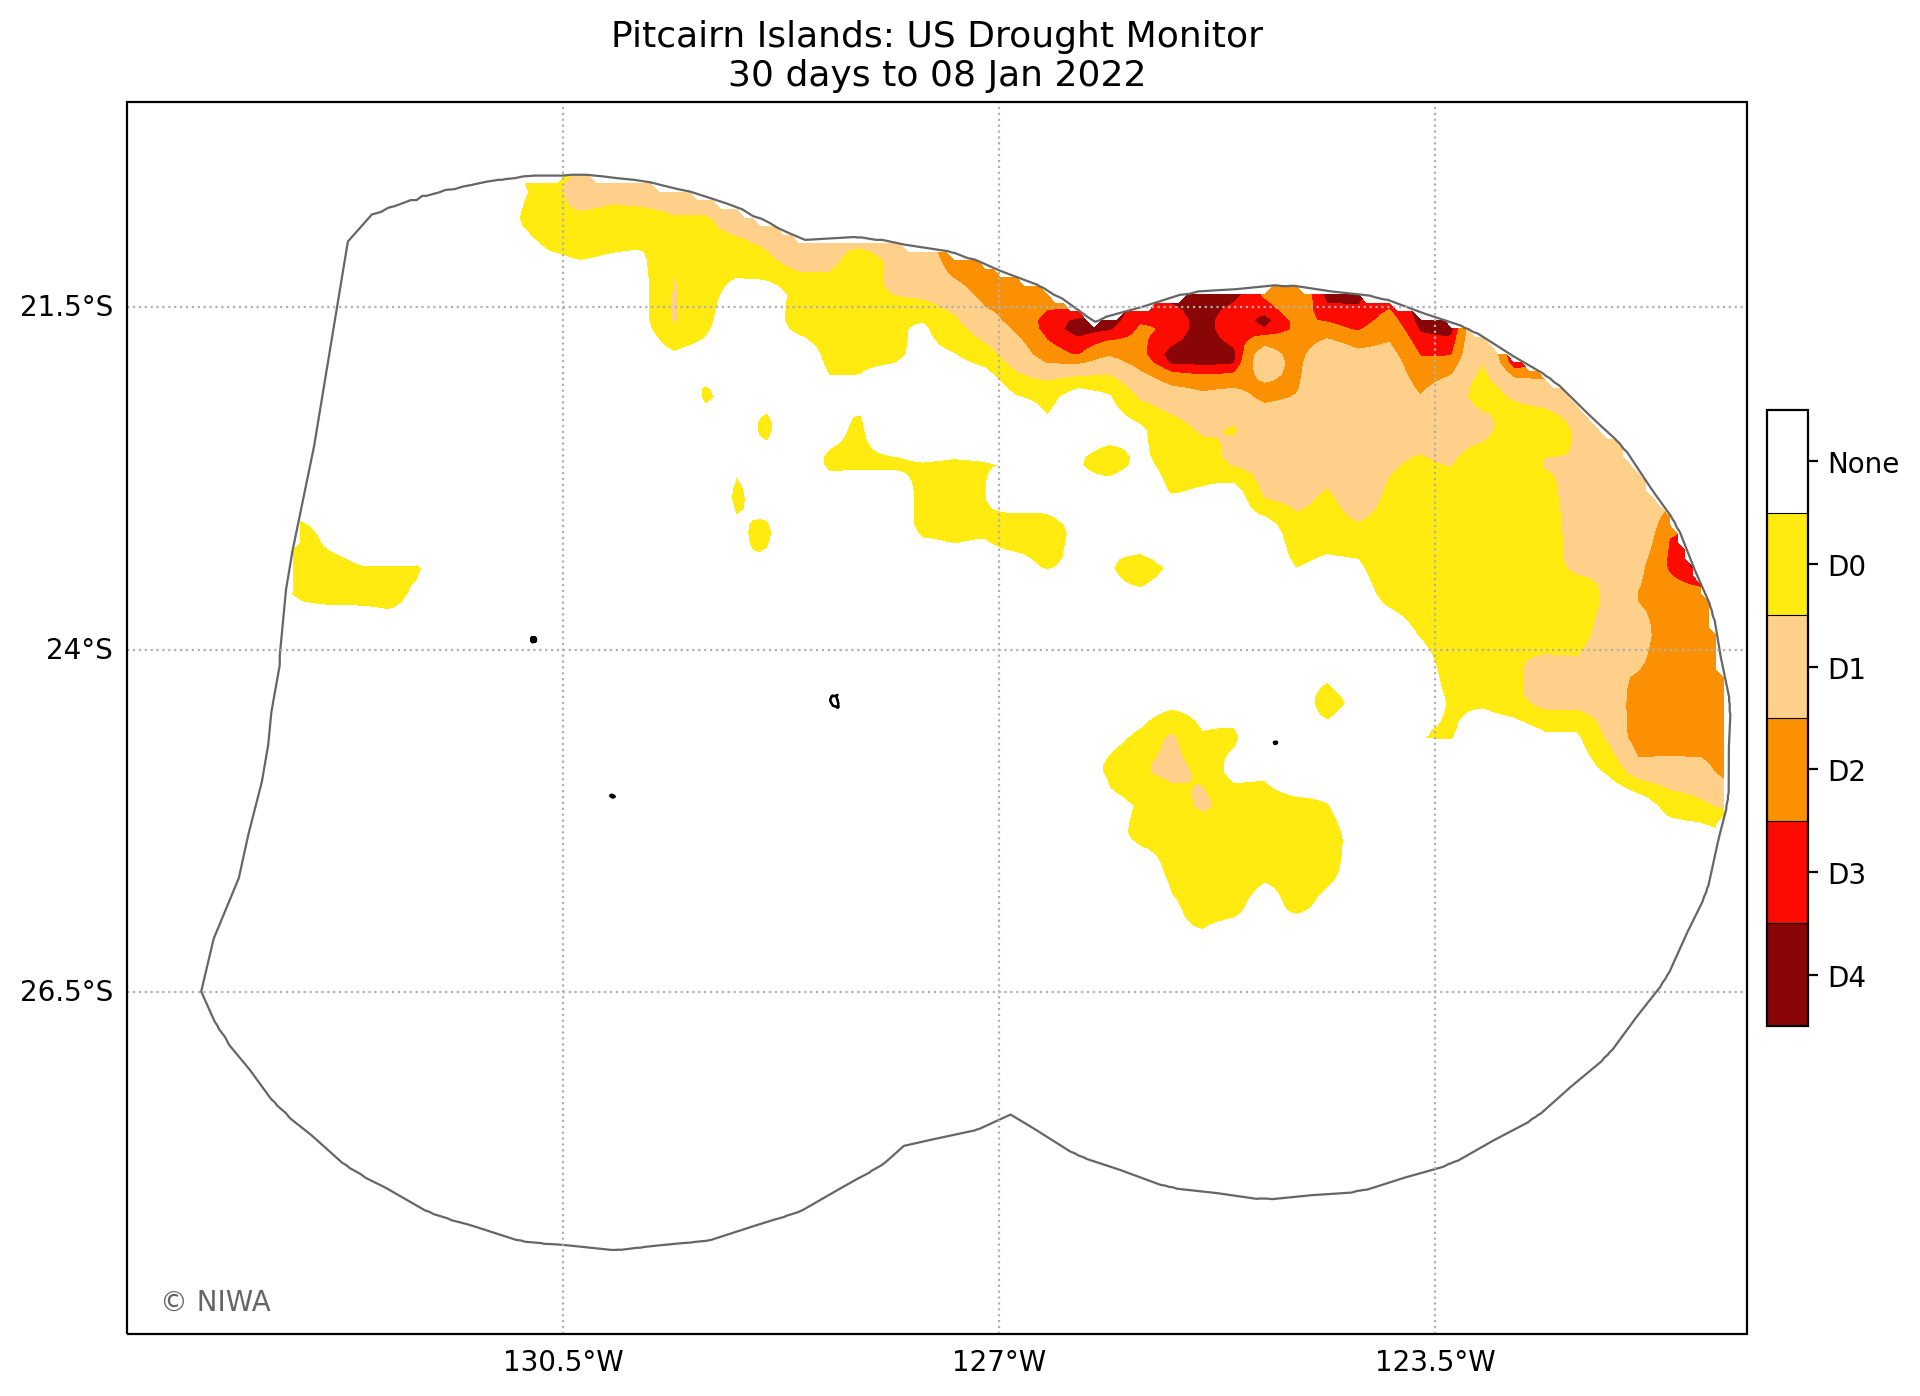 Pitcairn Islands: US Drought Monitor
30 days to 08 Jan 2022
21.5°S
24°S
26.5°S
130.5°W
127°W
123.5°W
None
D0
D1
D2
D3
D4
© NIWA